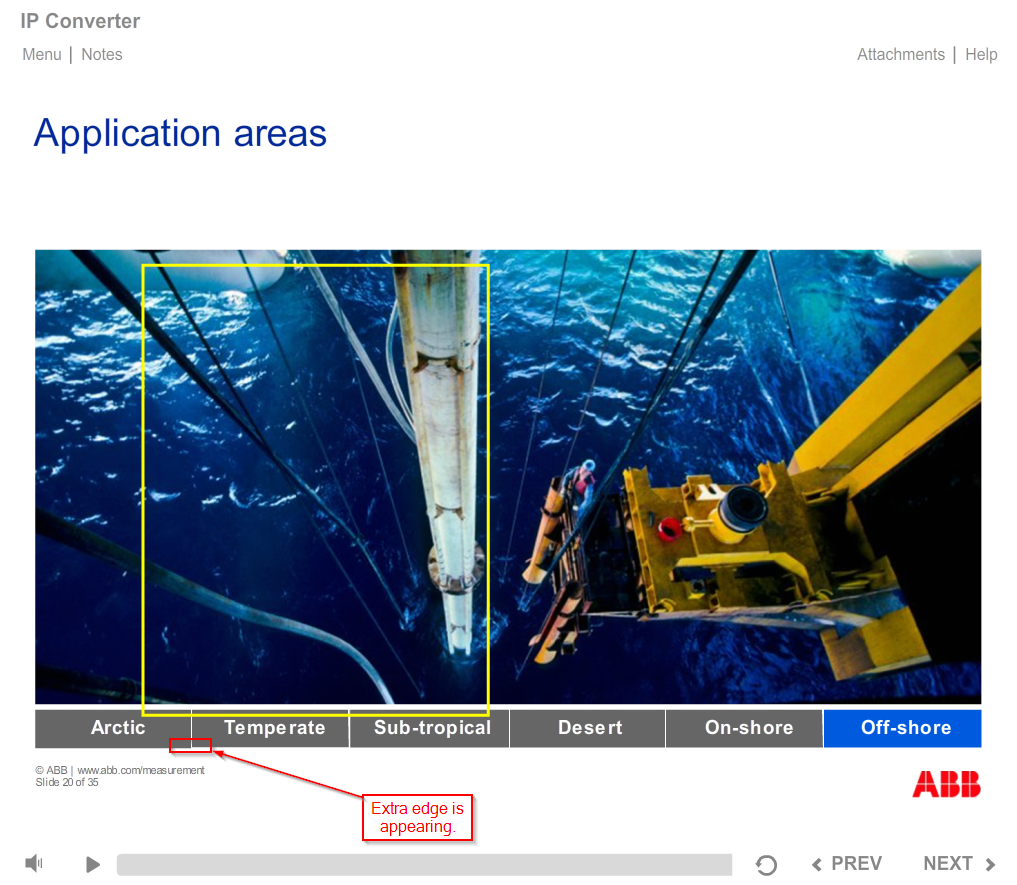 IP Converter
Menu | Notes
Attachments | Help
Application areas
Arctic
Temperate
Sub-tropical
Desert
On-shore
Off-shore
© ABB | www.abb.com/measurement
Slide 20 of 35
ABB
Extra edge is
appearing.
PREV
NEXT